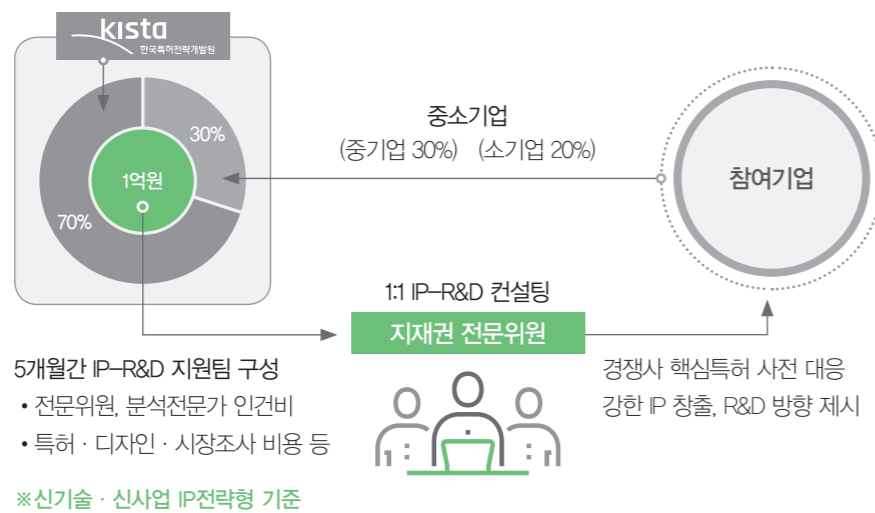 kista
한국특허전략개발원
30%
1억원
70%
중소기업
(중기업 30%) (소기업 20%)
참여기업
1:1 IP-R&D 컨설팅
지재권 전문위원
5개월간 IP-R&D 지원팀 구성
• 전문위원, 분석전문가 인건비
• 특허 · 디자인 · 시장조사 비용 등
※신기술 · 신사업 IP전략형 기준
경쟁사 핵심특허 사전 대응
강한 IP 창출, R&D 방향 제시